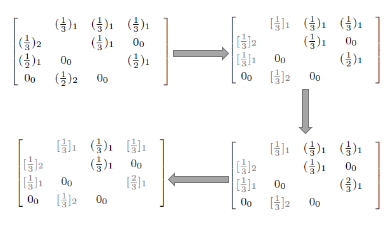 (1/3)₁ (1/3)₁ (1/3)₁
(1/3)₂ (1/3)₁ 0₀
(1/2)₁ 0₀ (1/2)₁
0₀ (1/2)₂ 0₀
[1/3]₁ (1/3)₁ (1/3)₁
[1/3]₂ (1/3)₁ 0₀
[1/3]₁ 0₀ (1/2)₁
0₀ [1/3]₂ 0₀
[1/3]₁ (1/3)₁ (1/3)₁
[1/3]₂ (1/3)₁ 0₀
[1/3]₁ 0₀ (2/3)₁
0₀ [1/3]₂ 0₀
[1/3]₁ (1/3)₁ [1/3]₁
[1/3]₂ (1/3)₁ 0₀
[1/3]₁ 0₀ [2/3]₁
0₀ [1/3]₂ 0₀